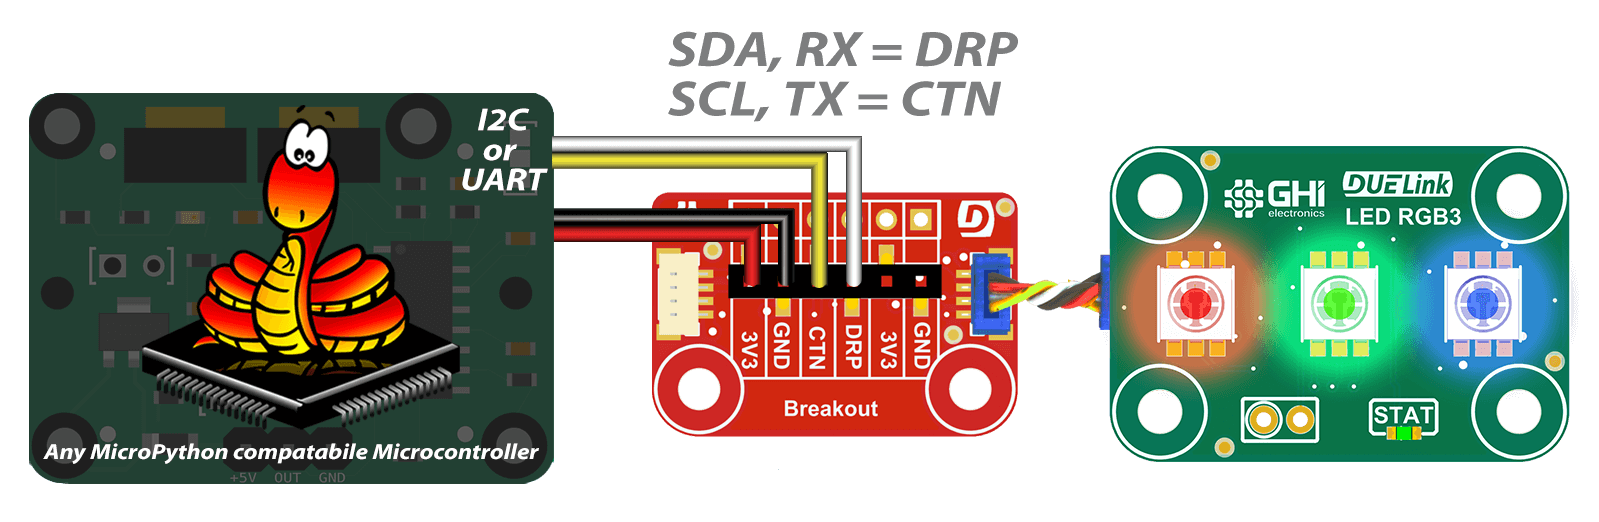 SDA, RX = DRP
SCL, TX = CTN
I2C
or
UART
Any MicroPython compatabile Microcontroller
+5V OUT GND
3V3
GND
CTN
DRP
3V3
GND
Breakout
GHI
electronics
DUELink
LED RGB3
STAT